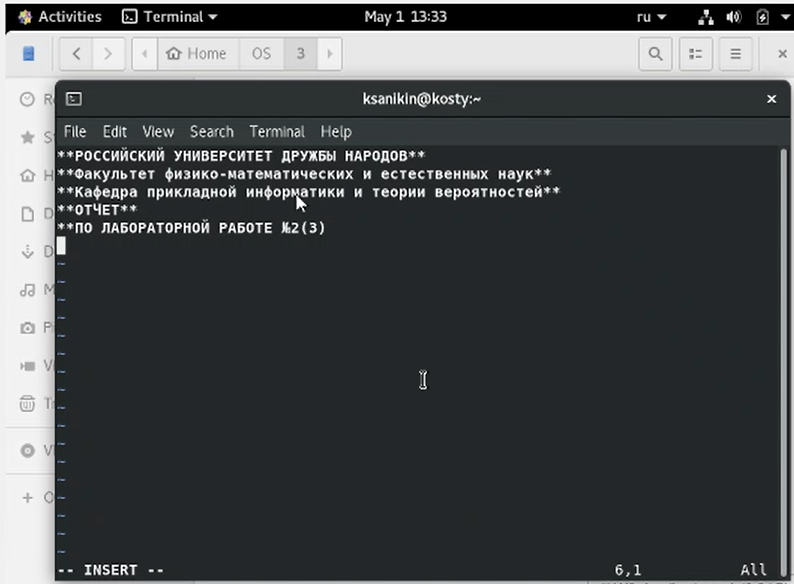 Activities Terminal May 1 13:33 ru
Home OS 3
ksanikin@kosty:~
File Edit View Search Terminal Help
**РОССИЙСКИЙ УНИВЕРСИТЕТ ДРУЖБЫ НАРОДОВ**
**Факультет физико-математических и естественных наук**
**Кафедра прикладной информатики и теории вероятностей**
**ОТЧЕТ**
**ПО ЛАБОРАТОРНОЙ РАБОТЕ №2(3)
-- INSERT -- 6,1 All